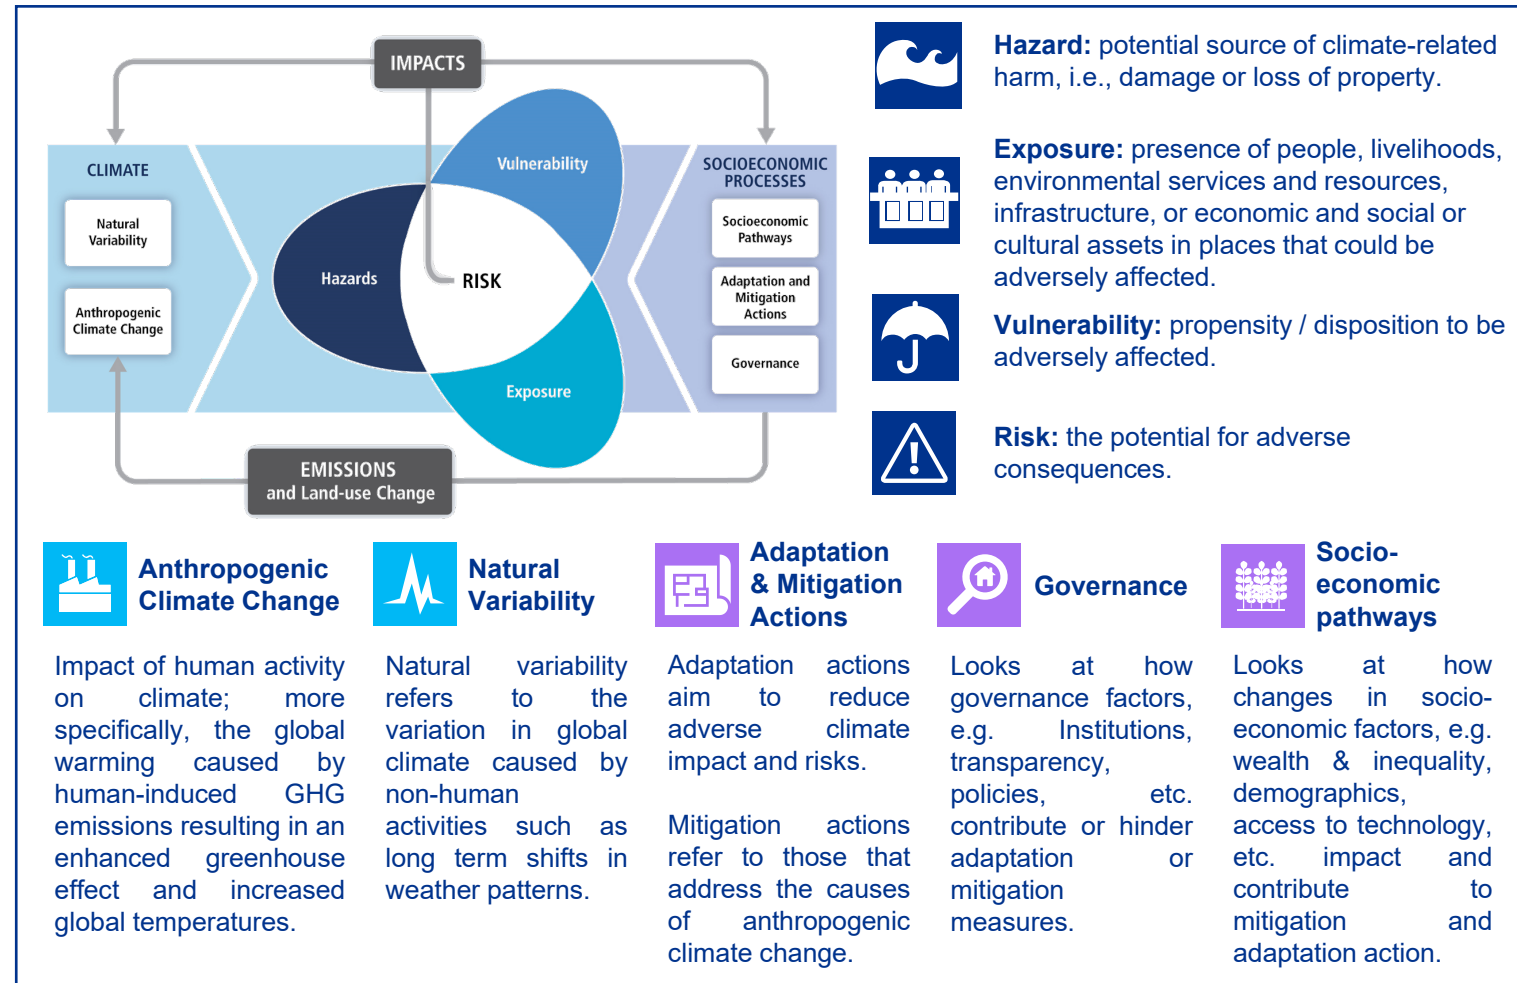 IMPACTS
CLIMATE
Natural
Variability
Anthropogenic
Climate Change
Vulnerability
Hazards
RISK
Exposure
SOCIOECONOMIC
PROCESSES
Socioeconomic
Pathways
Adaptation and
Mitigation
Actions
Governance
EMISSIONS
and Land-use Change
Hazard: potential source of climate-related
harm, i.e., damage or loss of property.
Exposure: presence of people, livelihoods,
environmental services and resources,
infrastructure, or economic and social or
cultural assets in places that could be
adversely affected.
Vulnerability: propensity / disposition to be
adversely affected.
Risk: the potential for adverse
consequences.
Anthropogenic
Climate Change
Impact of human activity
on climate; more
specifically, the global
warming caused by
human-induced GHG
emissions resulting in an
enhanced greenhouse
effect and increased
global temperatures.
Natural
Variability
Natural variability
refers to the
variation in global
climate caused by
non-human
activities such as
long term shifts in
weather patterns.
Adaptation
& Mitigation
Actions
Adaptation actions
aim to reduce
adverse climate
impact and risks.
Mitigation actions
refer to those that
address the causes
of anthropogenic
climate change.
Governance
Looks at how
governance factors,
e.g. Institutions,
transparency,
policies, etc.
contribute or hinder
adaptation or
mitigation
measures.
Socio-
economic
pathways
Looks at how
changes in socio-
economic factors, e.g.
wealth & inequality,
demographics,
access to technology,
etc. impact and
contribute to
mitigation and
adaptation action.